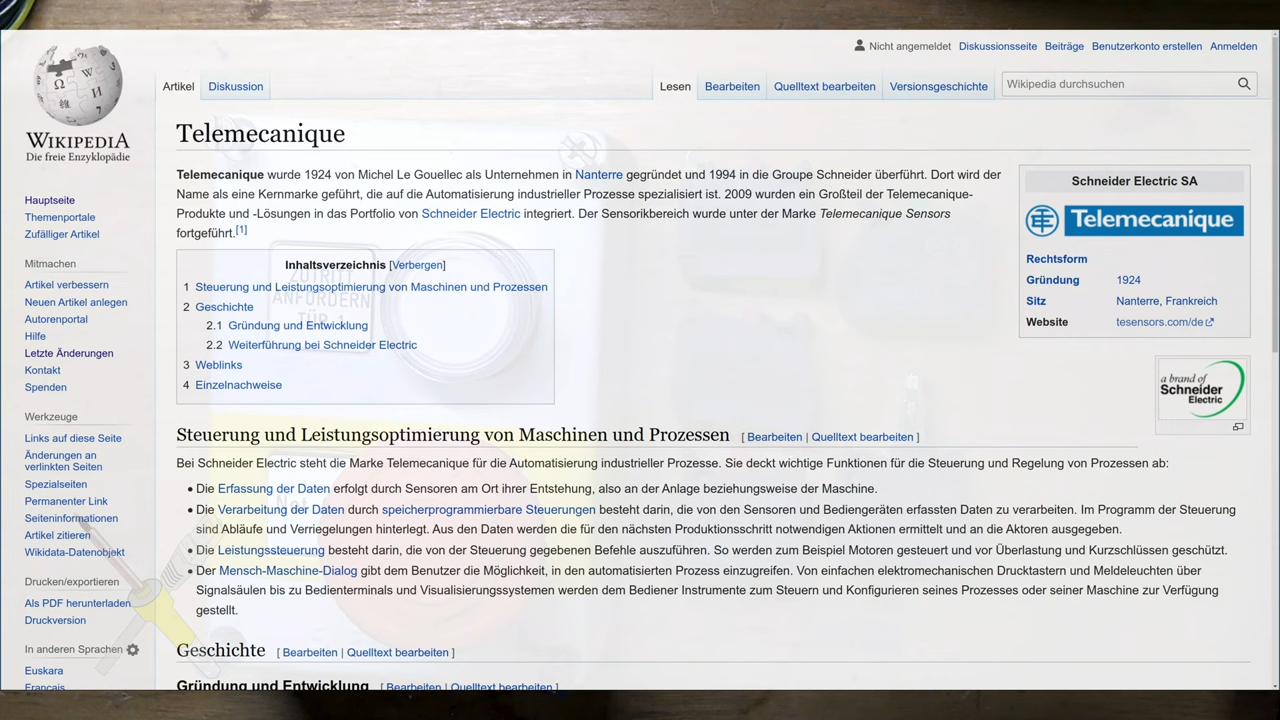 Nicht angemeldet Diskussionsseite Beiträge Benutzerkonto erstellen Anmelden
Artikel Diskussion Lesen Bearbeiten Quelltext bearbeiten Versionsgeschichte Wikipedia durchsuchen
WIKIPEDIA
Die freie Enzyklopädie
Hauptseite
Themenportale
Zufälliger Artikel
Mitmachen
Artikel verbessern
Neuen Artikel anlegen
Autorenportal
Hilfe
Letzte Änderungen
Kontakt
Spenden
Werkzeuge
Links auf diese Seite
Änderungen an
verlinkten Seiten
Spezialseiten
Permanenter Link
Seiteninformationen
Artikel zitieren
Wikidata-Datenobjekt
Drucken/exportieren
Als PDF herunterladen
Druckversion
In anderen Sprachen
Euskara
Français
Telemecanique
Telemecanique wurde 1924 von Michel Le Gouellec als Unternehmen in Nanterre gegründet und 1994 in die Groupe Schneider überführt. Dort wird der
Name als eine Kernmarke geführt, die auf die Automatisierung industrieller Prozesse spezialisiert ist. 2009 wurden ein Großteil der Telemecanique-
Produkte und -Lösungen in das Portfolio von Schneider Electric integriert. Der Sensorikbereich wurde unter der Marke Telemecanique Sensors
fortgeführt.[1]
Schneider Electric SA
Telemecanique
Rechtsform
Gründung 1924
Sitz Nanterre, Frankreich
Website tesensors.com/de
a brand of
Schneider
Electric
Inhaltsverzeichnis [Verbergen]
1 Steuerung und Leistungsoptimierung von Maschinen und Prozessen
2 Geschichte
2.1 Gründung und Entwicklung
2.2 Weiterführung bei Schneider Electric
3 Weblinks
4 Einzelnachweise
ZUTRITT
ANFORDERN
TÜR 1
Steuerung und Leistungsoptimierung von Maschinen und Prozessen [ Bearbeiten | Quelltext bearbeiten ]
Bei Schneider Electric steht die Marke Telemecanique für die Automatisierung industrieller Prozesse. Sie deckt wichtige Funktionen für die Steuerung und Regelung von Prozessen ab:
• Die Erfassung der Daten erfolgt durch Sensoren am Ort ihrer Entstehung, also an der Anlage beziehungsweise der Maschine.
• Die Verarbeitung der Daten durch speicherprogrammierbare Steuerungen besteht darin, die von den Sensoren und Bediengeräten erfassten Daten zu verarbeiten. Im Programm der Steuerung
sind Abläufe und Verriegelungen hinterlegt. Aus den Daten werden die für den nächsten Produktionsschritt notwendigen Aktionen ermittelt und an die Aktoren ausgegeben.
• Die Leistungssteuerung besteht darin, die von der Steuerung gegebenen Befehle auszuführen. So werden zum Beispiel Motoren gesteuert und vor Überlastung und Kurzschlüssen geschützt.
• Der Mensch-Maschine-Dialog gibt dem Benutzer die Möglichkeit, in den automatisierten Prozess einzugreifen. Von einfachen elektromechanischen Drucktastern und Meldeleuchten über
Signalsäulen bis zu Bedienterminals und Visualisierungssystemen werden dem Bediener Instrumente zum Steuern und Konfigurieren seines Prozesses oder seiner Maschine zur Verfügung
gestellt.
Geschichte [ Bearbeiten | Quelltext bearbeiten ]
Gründung und Entwicklung [ Bearbeiten | Quelltext bearbeiten ]